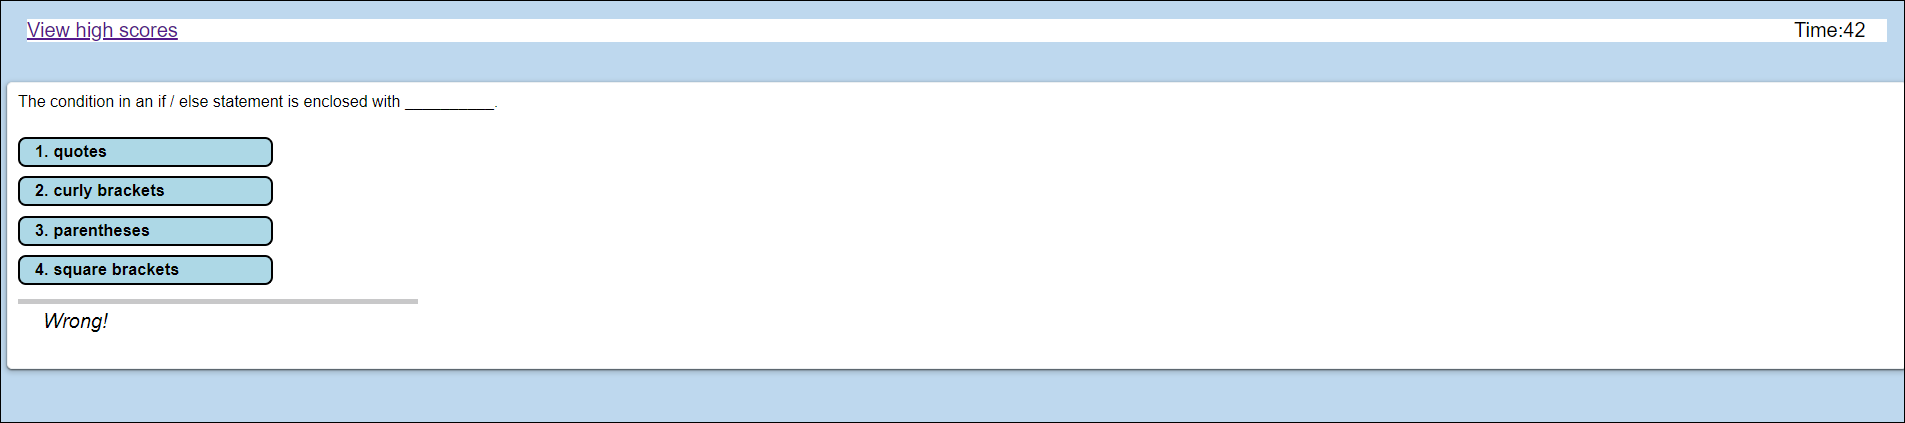 View high scores
Time:42
The condition in an if / else statement is enclosed with __________.
1. quotes
2. curly brackets
3. parentheses
4. square brackets
Wrong!